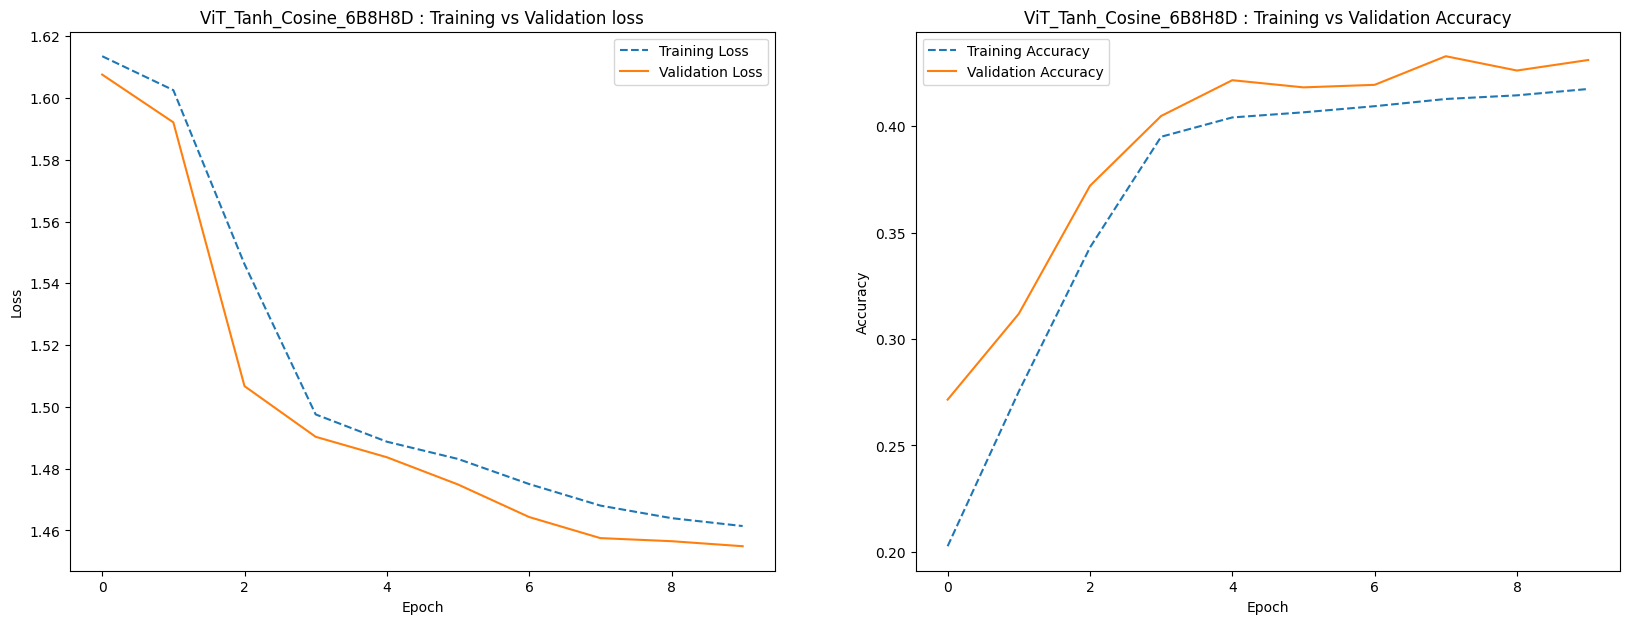 ViT_Tanh_Cosine_6B8H8D : Training vs Validation loss
Training Loss
Validation Loss
1.62
1.60
1.58
1.56
1.54
1.52
1.50
1.48
1.46
Loss
0
2
4
6
8
Epoch
ViT_Tanh_Cosine_6B8H8D : Training vs Validation Accuracy
Training Accuracy
Validation Accuracy
0.40
0.35
0.30
0.25
0.20
Accuracy
0
2
4
6
8
Epoch